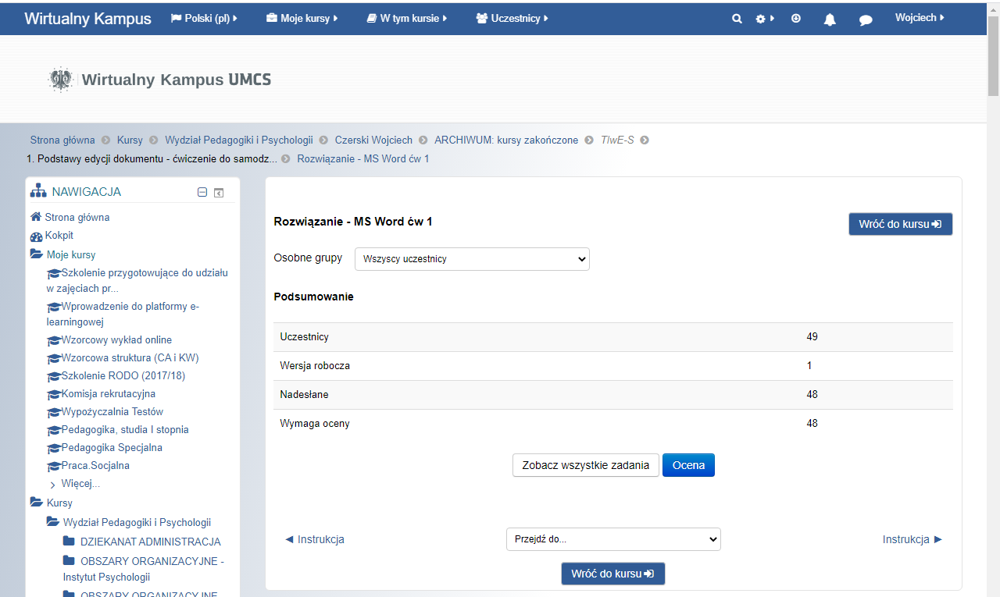 Wirtualny Kampus Polski (pl) Moje kursy W tym kursie Uczestnicy Wojciech
Wirtualny Kampus UMCS
Strona główna Kursy Wydział Pedagogiki i Psychologii Czerski Wojciech ARCHIWUM: kursy zakończone TIwE-S
1. Podstawy edycji dokumentu - ćwiczenie do samodz... Rozwiązanie - MS Word ćw 1
NAWIGACJA
Strona główna
Kokpit
Moje kursy
Szkolenie przygotowujące do udziału
w zajęciach pr...
Wprowadzenie do platformy e-
learningowej
Wzorcowy wykład online
Wzorcowa struktura (CA i KW)
Szkolenie RODO (2017/18)
Komisja rekrutacyjna
Wypożyczalnia Testów
Pedagogika, studia I stopnia
Pedagogika Specjalna
Praca.Socjalna
Więcej...
Kursy
Wydział Pedagogiki i Psychologii
DZIEKANAT ADMINISTRACJA
OBSZARY ORGANIZACYJNE -
Instytut Psychologii
OBSZARY ORGANIZACYJNE
Rozwiązanie - MS Word ćw 1
Wróć do kursu
Osobne grupy Wszyscy uczestnicy
Podsumowanie
Uczestnicy 49
Wersja robocza 1
Nadesłane 48
Wymaga oceny 48
Zobacz wszystkie zadania Ocena
◄ Instrukcja Przejdź do... Instrukcja ►
Wróć do kursu